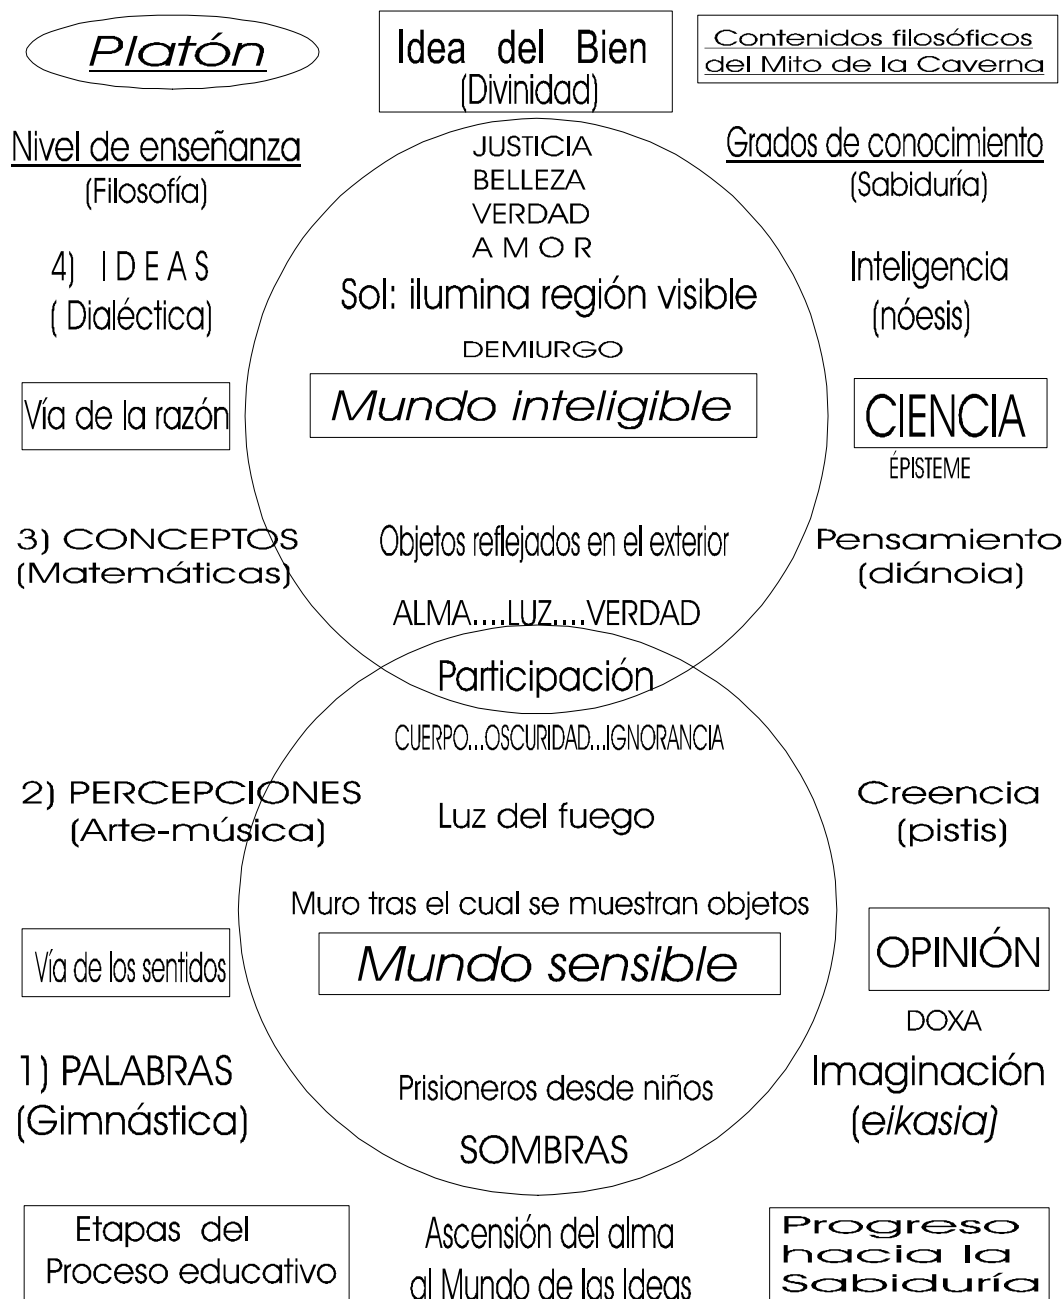 Platón
Idea del Bien
(Divinidad)
Contenidos filosóficos
del Mito de la Caverna
Nivel de enseñanza
(Filosofía)
JUSTICIA
BELLEZA
VERDAD
A M O R
Grados de conocimiento
(Sabiduría)
4) I D E A S
( Dialéctica)
Sol: ilumina región visible
Inteligencia
(nóesis)
DEMIURGO
Vía de la razón
Mundo inteligible
CIENCIA
ÉPISTEME
3) CONCEPTOS
(Matemáticas)
Objetos reflejados en el exterior
Pensamiento
(diánoia)
ALMA....LUZ....VERDAD
Participación
CUERPO...OSCURIDAD...IGNORANCIA
2) PERCEPCIONES
(Arte-música)
Luz del fuego
Creencia
(pistis)
Muro tras el cual se muestran objetos
Vía de los sentidos
Mundo sensible
OPINIÓN
DOXA
1) PALABRAS
(Gimnástica)
Prisioneros desde niños
SOMBRAS
Imaginación
(eikasia)
Etapas del
Proceso educativo
Ascensión del alma
al Mundo de las Ideas
Progreso
hacia la
Sabiduría